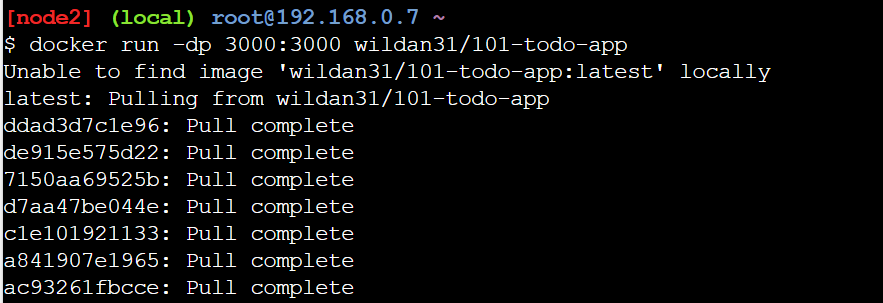 [node2] (local) root@192.168.0.7 ~
$ docker run -dp 3000:3000 wildan31/101-todo-app
Unable to find image 'wildan31/101-todo-app:latest' locally
latest: Pulling from wildan31/101-todo-app
ddad3d7c1e96: Pull complete
de915e575d22: Pull complete
7150aa69525b: Pull complete
d7aa47be044e: Pull complete
c1e101921133: Pull complete
a841907e1965: Pull complete
ac93261fbcce: Pull complete